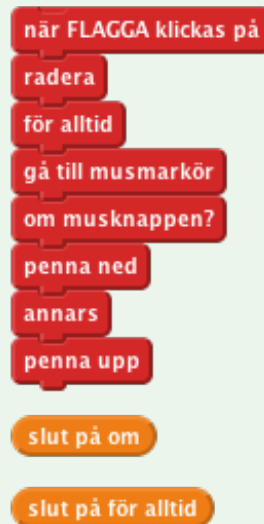 när FLAGGA klickas på
radera
för alltid
gå till musmarkör
om musknappen?
penna ned
annars
penna upp
slut på om
slut på för alltid